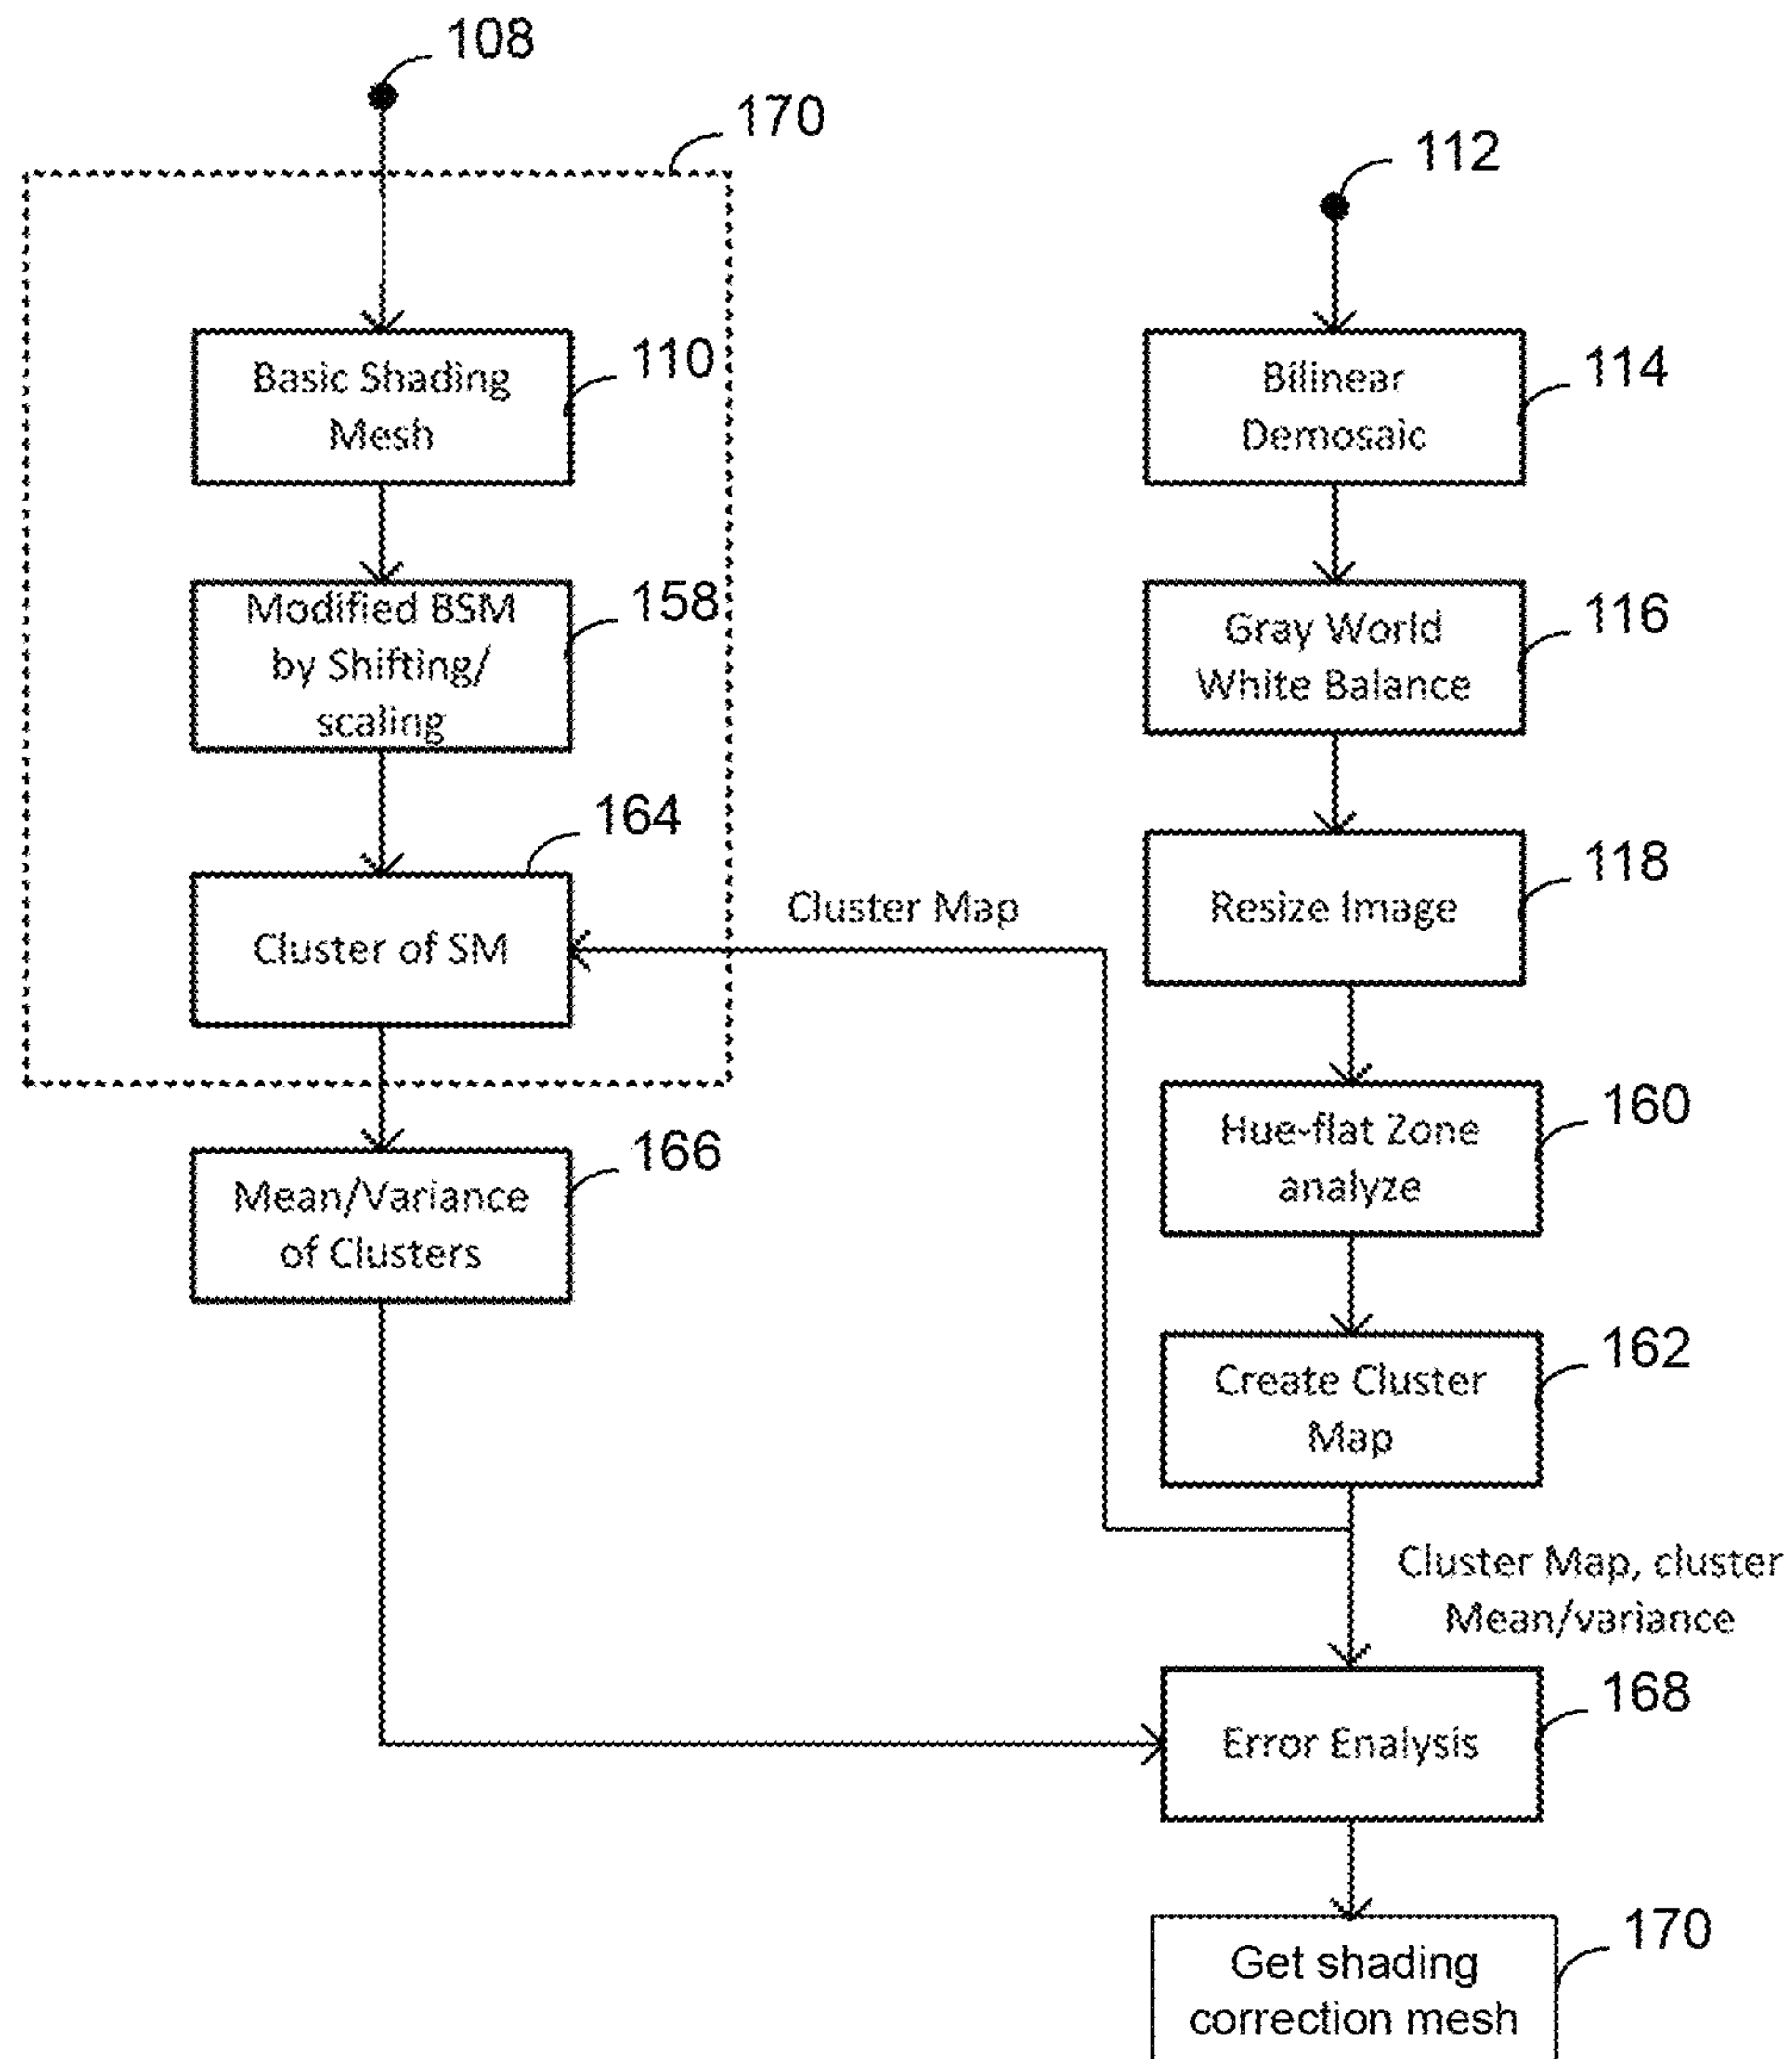 108
170
112
Basic Shading
Mesh
110
Bilinear
Demosaic
114
Modified BSM
by Shifting/
scaling
158
Gray World
White Balance
116
164
Cluster of SM
Cluster Map
Resize Image
118
Mean/Variance
of Clusters
166
Hue-flat Zone
analyze
160
Create Cluster
Map
162
Cluster Map, cluster
Mean/variance
Error Enalysis
168
Get shading
correction mesh
170